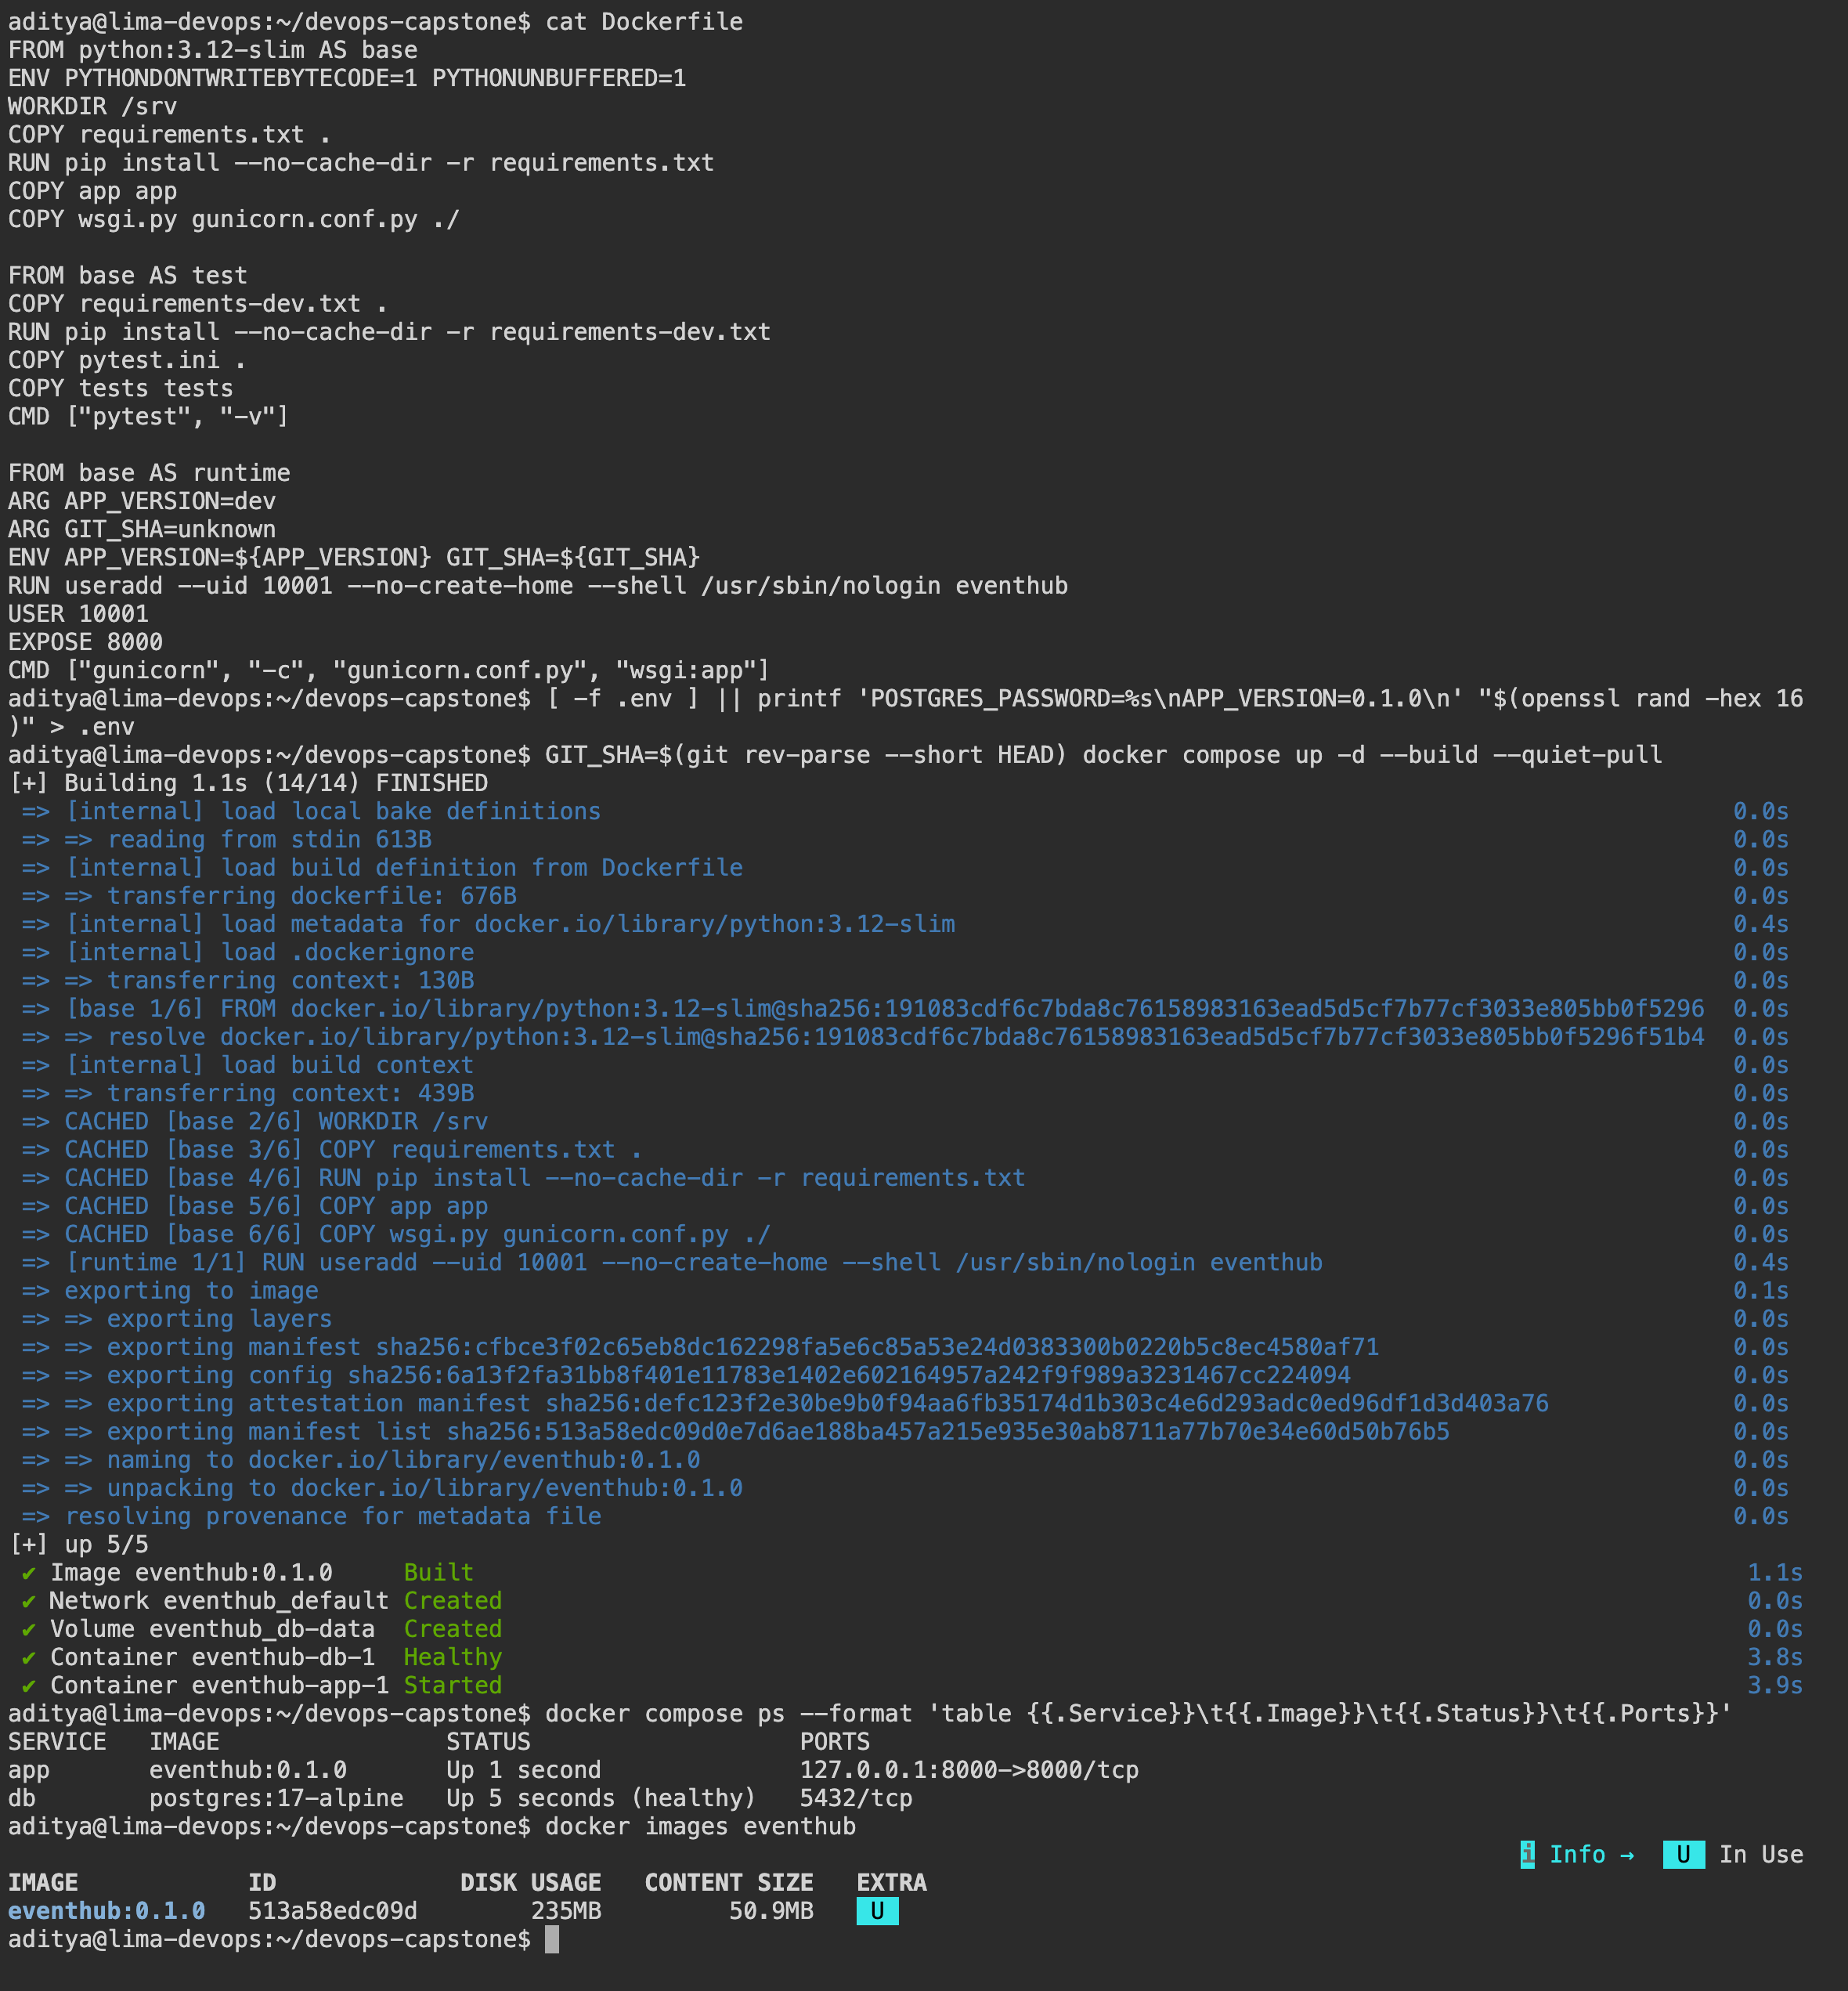 aditya@lima-devops:~/devops-capstone$ cat Dockerfile
FROM python:3.12-slim AS base
ENV PYTHONDONTWRITEBYTECODE=1 PYTHONUNBUFFERED=1
WORKDIR /srv
COPY requirements.txt .
RUN pip install --no-cache-dir -r requirements.txt
COPY app app
COPY wsgi.py gunicorn.conf.py ./

FROM base AS test
COPY requirements-dev.txt .
RUN pip install --no-cache-dir -r requirements-dev.txt
COPY pytest.ini .
COPY tests tests
CMD ["pytest", "-v"]

FROM base AS runtime
ARG APP_VERSION=dev
ARG GIT_SHA=unknown
ENV APP_VERSION=${APP_VERSION} GIT_SHA=${GIT_SHA}
RUN useradd --uid 10001 --no-create-home --shell /usr/sbin/nologin eventhub
USER 10001
EXPOSE 8000
CMD ["gunicorn", "-c", "gunicorn.conf.py", "wsgi:app"]
aditya@lima-devops:~/devops-capstone$ [ -f .env ] || printf 'POSTGRES_PASSWORD=%s\nAPP_VERSION=0.1.0\n' "$(openssl rand -hex 16
)" > .env
aditya@lima-devops:~/devops-capstone$ GIT_SHA=$(git rev-parse --short HEAD) docker compose up -d --build --quiet-pull
[+] Building 1.1s (14/14) FINISHED
=> [internal] load local bake definitions 0.0s
=> => reading from stdin 613B 0.0s
=> [internal] load build definition from Dockerfile 0.0s
=> => transferring dockerfile: 676B 0.0s
=> [internal] load metadata for docker.io/library/python:3.12-slim 0.4s
=> [internal] load .dockerignore 0.0s
=> => transferring context: 130B 0.0s
=> [base 1/6] FROM docker.io/library/python:3.12-slim@sha256:191083cdf6c7bda8c76158983163ead5d5cf7b77cf3033e805bb0f5296 0.0s
=> => resolve docker.io/library/python:3.12-slim@sha256:191083cdf6c7bda8c76158983163ead5d5cf7b77cf3033e805bb0f5296f51b4 0.0s
=> [internal] load build context 0.0s
=> => transferring context: 439B 0.0s
=> CACHED [base 2/6] WORKDIR /srv 0.0s
=> CACHED [base 3/6] COPY requirements.txt . 0.0s
=> CACHED [base 4/6] RUN pip install --no-cache-dir -r requirements.txt 0.0s
=> CACHED [base 5/6] COPY app app 0.0s
=> CACHED [base 6/6] COPY wsgi.py gunicorn.conf.py ./ 0.0s
=> [runtime 1/1] RUN useradd --uid 10001 --no-create-home --shell /usr/sbin/nologin eventhub 0.4s
=> exporting to image 0.1s
=> => exporting layers 0.0s
=> => exporting manifest sha256:cfbce3f02c65eb8dc162298fa5e6c85a53e24d0383300b0220b5c8ec4580af71 0.0s
=> => exporting config sha256:6a13f2fa31bb8f401e11783e1402e602164957a242f9f989a3231467cc224094 0.0s
=> => exporting attestation manifest sha256:defc123f2e30be9b0f94aa6fb35174d1b303c4e6d293adc0ed96df1d3d403a76 0.0s
=> => exporting manifest list sha256:513a58edc09d0e7d6ae188ba457a215e935e30ab8711a77b70e34e60d50b76b5 0.0s
=> => naming to docker.io/library/eventhub:0.1.0 0.0s
=> => unpacking to docker.io/library/eventhub:0.1.0 0.0s
=> resolving provenance for metadata file 0.0s
[+] up 5/5
✔ Image eventhub:0.1.0 Built 1.1s
✔ Network eventhub_default Created 0.0s
✔ Volume eventhub_db-data Created 0.0s
✔ Container eventhub-db-1 Healthy 3.8s
✔ Container eventhub-app-1 Started 3.9s
aditya@lima-devops:~/devops-capstone$ docker compose ps --format 'table {{.Service}}\t{{.Image}}\t{{.Status}}\t{{.Ports}}'
SERVICE IMAGE STATUS PORTS
app eventhub:0.1.0 Up 1 second 127.0.0.1:8000->8000/tcp
db postgres:17-alpine Up 5 seconds (healthy) 5432/tcp
aditya@lima-devops:~/devops-capstone$ docker images eventhub
i Info → U In Use
IMAGE ID DISK USAGE CONTENT SIZE EXTRA
eventhub:0.1.0 513a58edc09d 235MB 50.9MB U
aditya@lima-devops:~/devops-capstone$